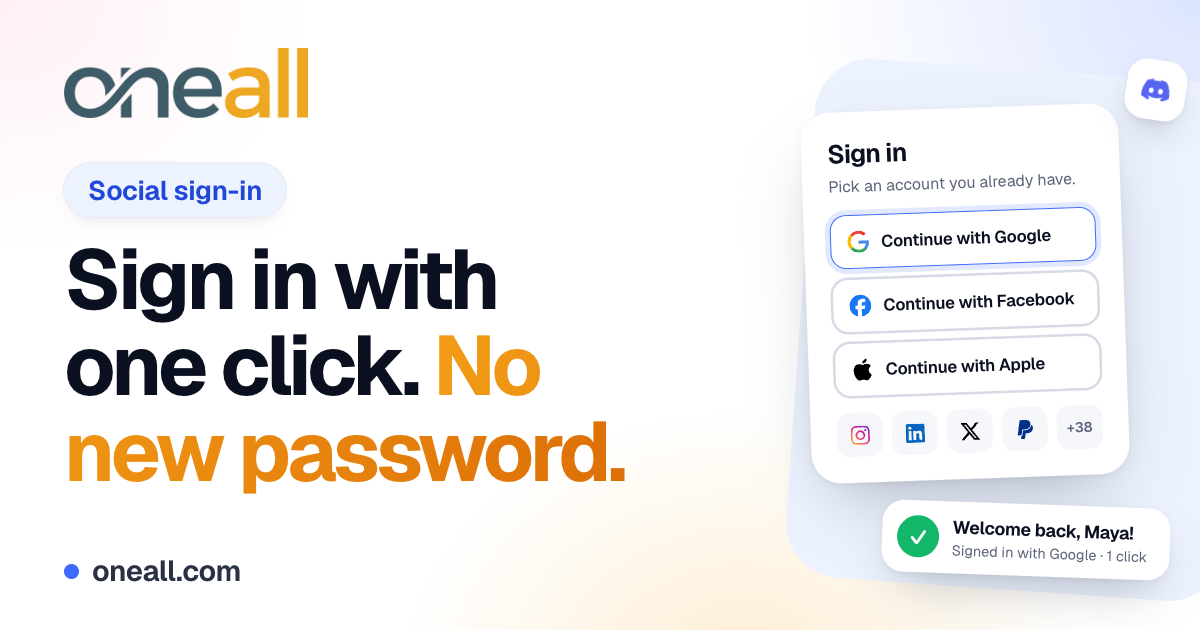 oneall
Social sign-in
Sign in with
one click. No
new password.
oneall.com
Sign in
Pick an account you already have.
Continue with Google
Continue with Facebook
Continue with Apple
+38
Welcome back, Maya!
Signed in with Google · 1 click